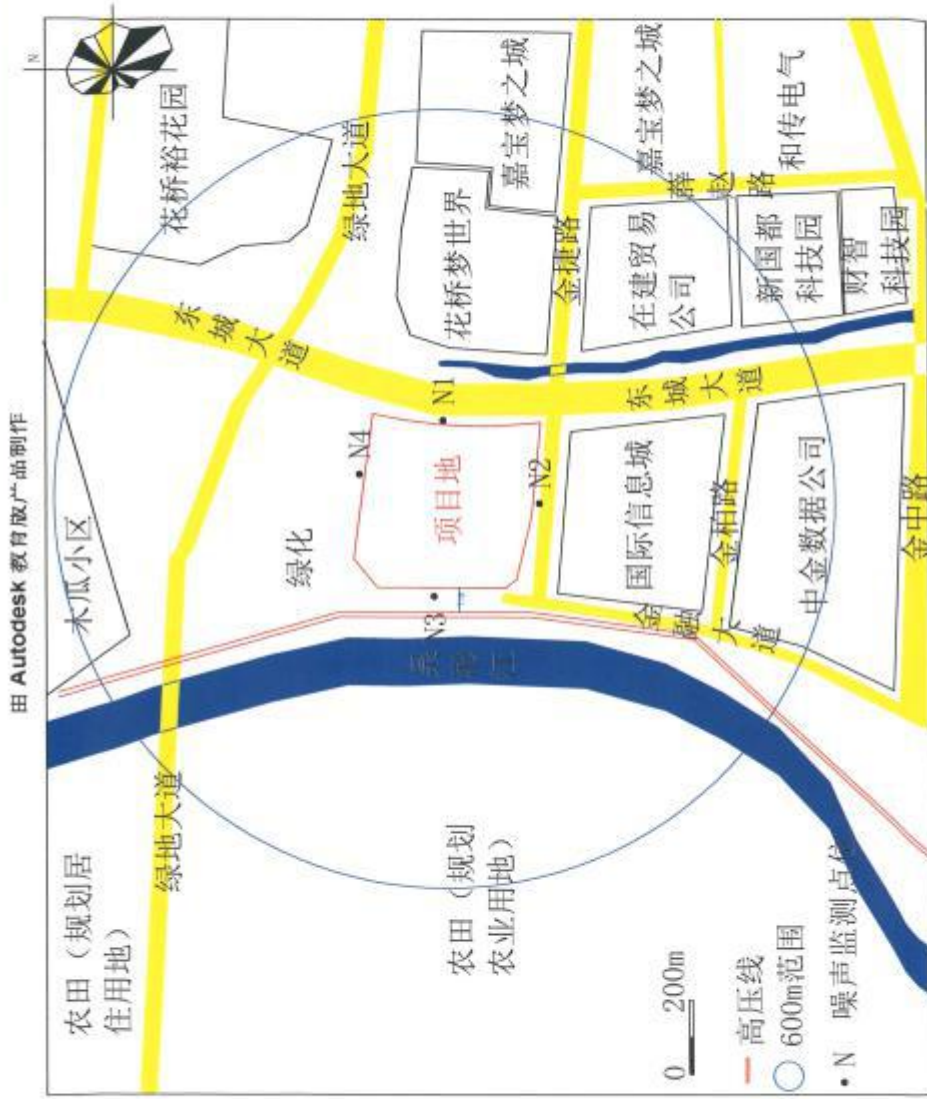 由 Autodesk 教育版产品制作
N
花桥裕花园
绿地大道
嘉宝梦之城
嘉宝梦之城
和传电气
薛赵路
花桥梦世界
金捷路
在建贸易
公司
新国都
科技园
财智
科技园
东城大道
东城大道
N1
N4
项目地
N2
N3
木瓜小区
绿化
国际信息城
金柏路
中金数据公司
金中路
金融大道
绿地大道
农田（规划居
住用地）
农田（规划
农业用地）
0 200m
高压线
600m范围
N 噪声监测点位